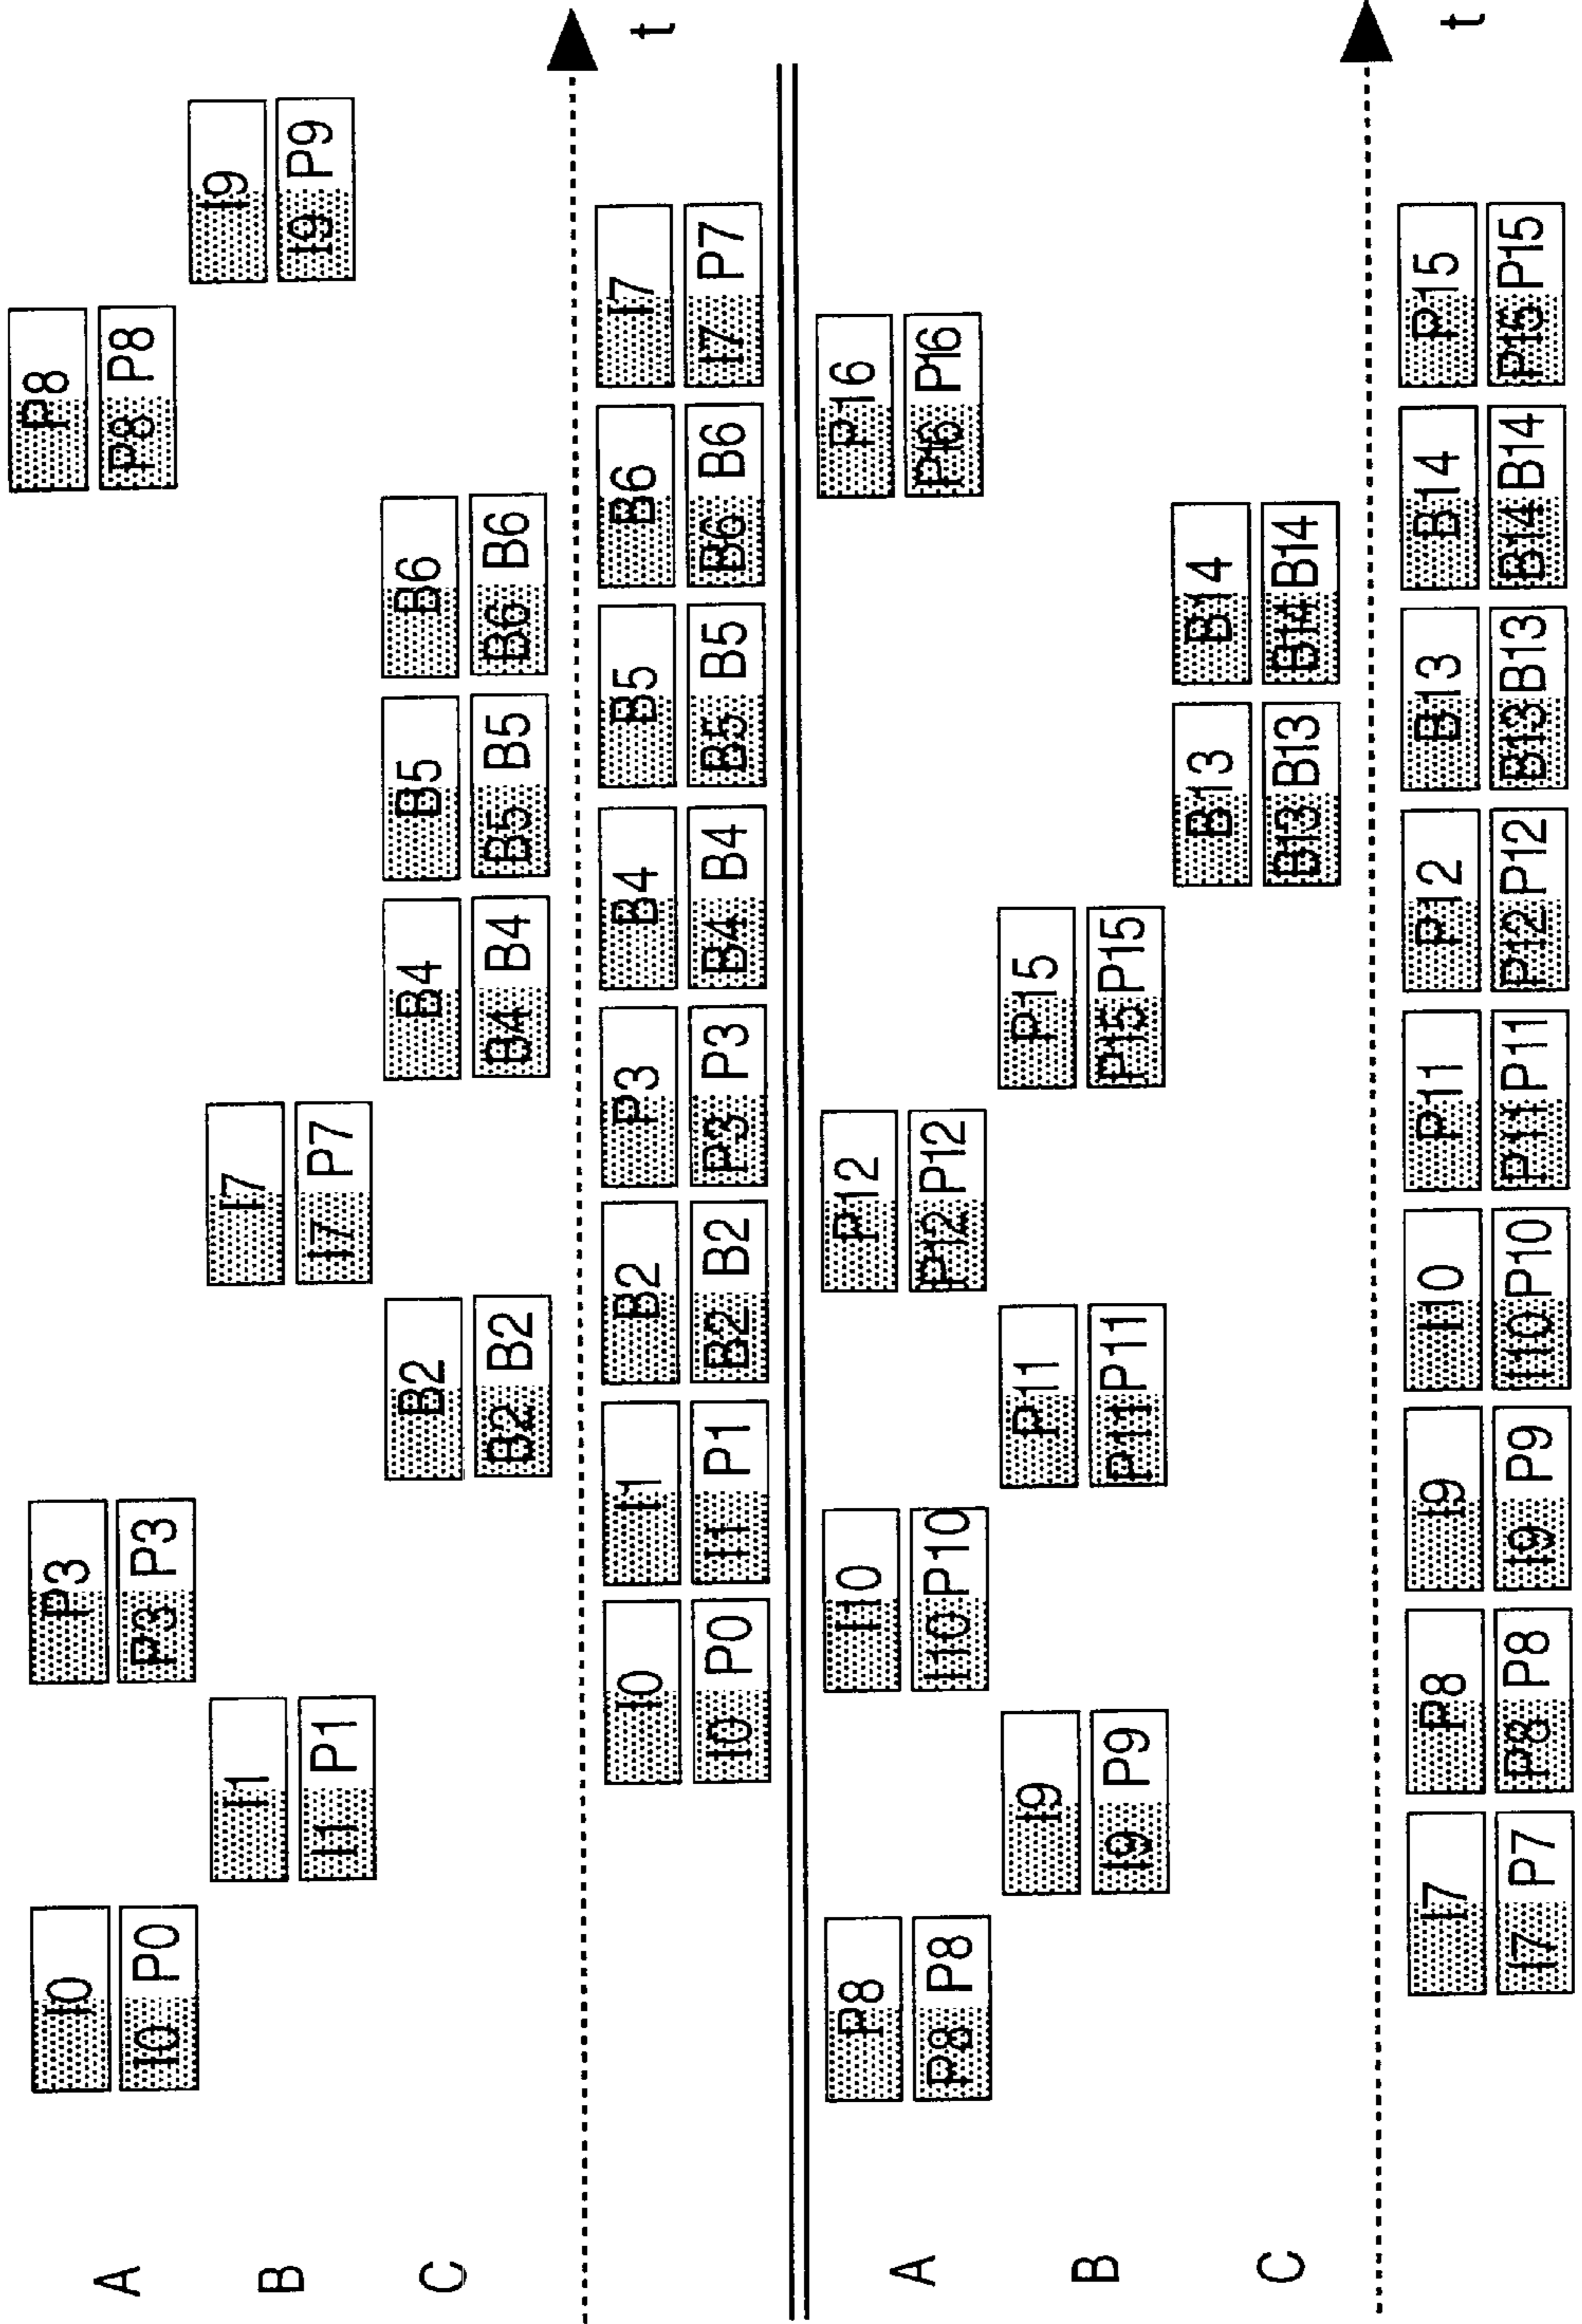 A
I0 P3 P8
I0 P0 P3 P3 P8 P8
B
I1 I7 I9
I1 P1 I7 P7 I9 P9
C
B2 B4 B5 B6
B2 B2 B4 B4 B5 B5 B6 B6
t
I0 I1 B2 P3 B4 B5 B6 I7
I0 P0 I1 P1 B2 B2 P3 P3 B4 B4 B5 B5 B6 B6 I7 P7
A
P8 I10 P12 P16
P8 P8 I10 P10 P12 P12 P16 P16
B
I9 P11 P15
I9 P9 P11 P11 P15 P15
C
B13 B14
B13 B13 B14 B14
t
I7 P8 I9 I10 P11 P12 B13 B14 P15
I7 P7 P8 P8 I9 P9 I10 P10 P11 P11 P12 P12 B13 B13 B14 B14 P15 P15